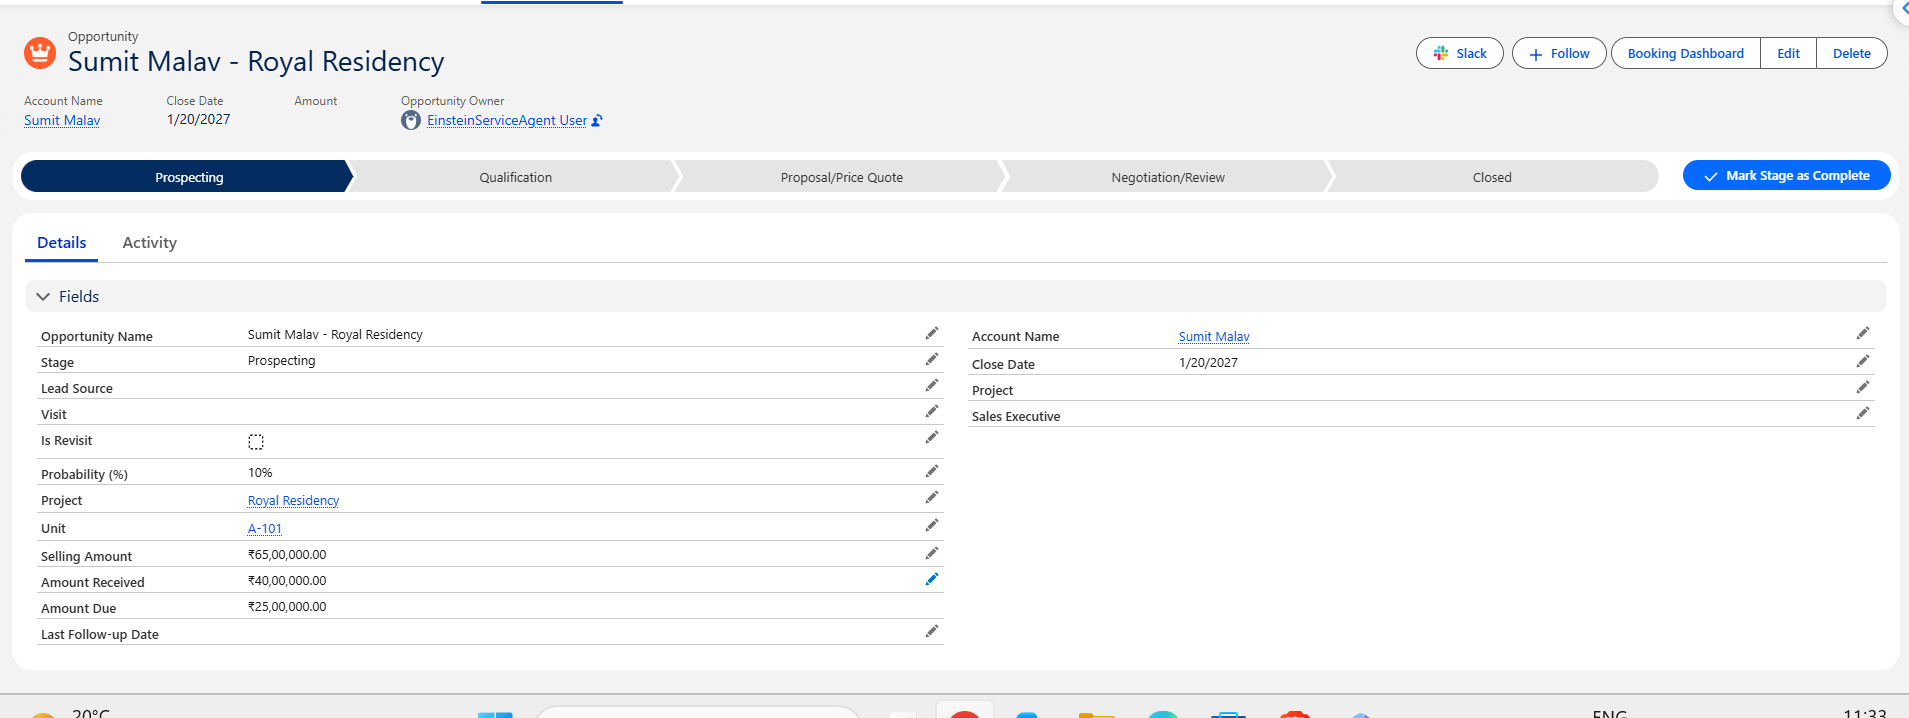 Opportunity
Sumit Malav - Royal Residency
Slack
Follow
Booking Dashboard
Edit
Delete
Account Name
Close Date
Amount
Opportunity Owner
Sumit Malav
1/20/2027
EinsteinServiceAgent User
Prospecting
Qualification
Proposal/Price Quote
Negotiation/Review
Closed
Mark Stage as Complete
Details
Activity
Fields
Opportunity Name
Sumit Malav - Royal Residency
Stage
Prospecting
Lead Source
Visit
Is Revisit
Probability (%)
10%
Project
Royal Residency
Unit
A-101
Selling Amount
₹65,00,000.00
Amount Received
₹40,00,000.00
Amount Due
₹25,00,000.00
Last Follow-up Date
Account Name
Sumit Malav
Close Date
1/20/2027
Project
Sales Executive
20°C
ENG
11:33